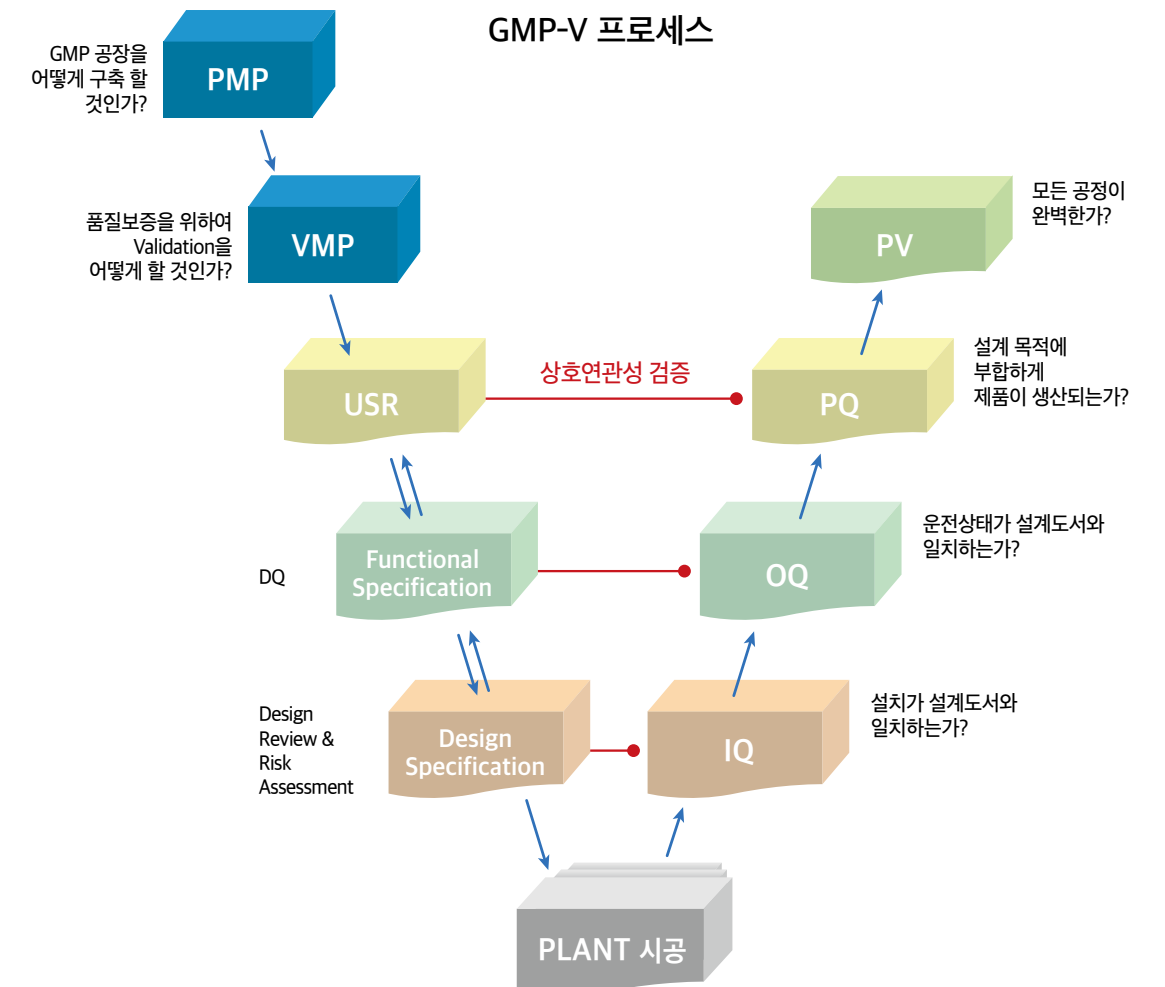 GMP-V 프로세스
GMP 공장을
어떻게 구축 할
것인가?
PMP
품질보증을 위하여
Validation을
어떻게 할 것인가?
VMP
모든 공정이
완벽한가?
PV
USR
상호연관성 검증
PQ
설계 목적에
부합하게
제품이 생산되는가?
DQ
Functional
Specification
OQ
운전상태가 설계도서와
일치하는가?
Design
Review &
Risk
Assessment
Design
Specification
IQ
설치가 설계도서와
일치하는가?
PLANT 시공